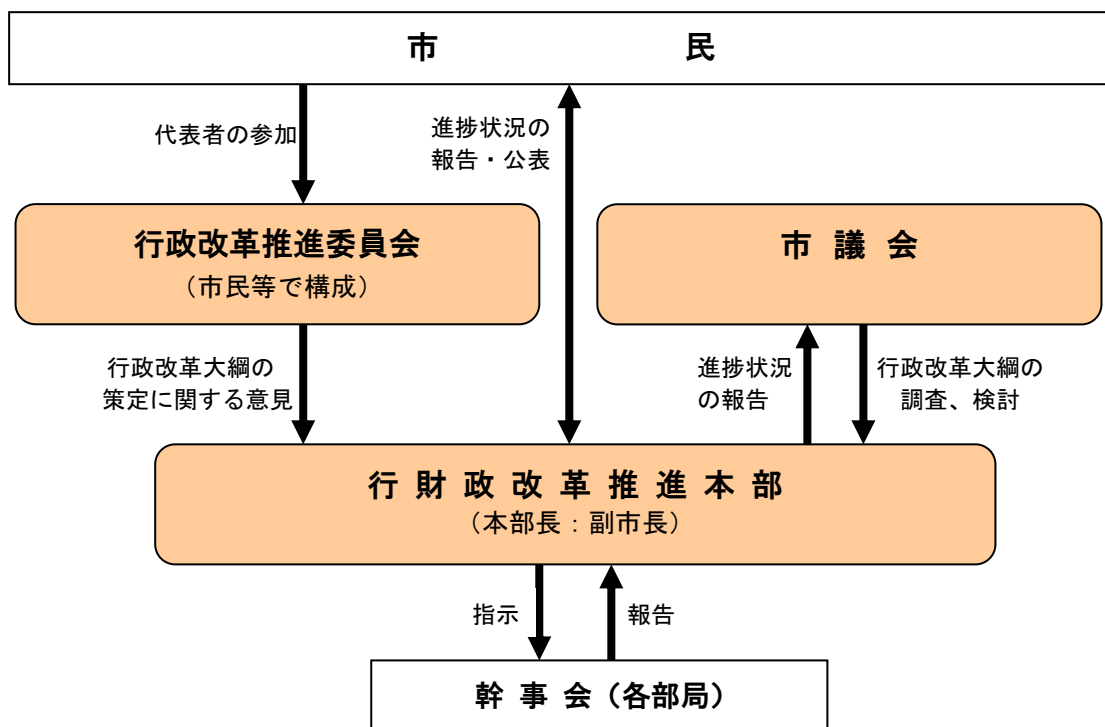 市　　民
代表者の参加
進捗状況の
報告・公表
行政改革推進委員会
（市民等で構成）
市 議 会
行政改革大綱の
策定に関する意見
進捗状況
の報告
行政改革大綱の
調査、検討
行 財 政 改 革 推 進 本 部
（本部長：副市長）
指示
報告
幹 事 会（各部局）